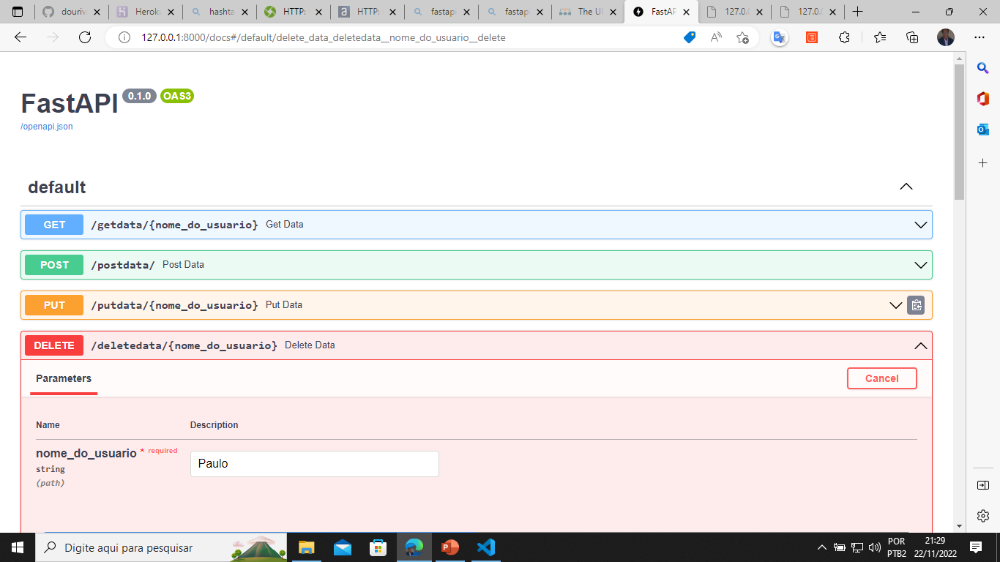 douriv
Herok
hashta
HTTP:
HTTP:
fastapi
fastap
The Ul
FastAP
127.0.
127.0.
127.0.0.1:8000/docs#/default/delete_data_deletedata__nome_do_usuario__delete
FastAPI 0.1.0 OAS3
/openapi.json
default
GET /getdata/{nome_do_usuario} Get Data
POST /postdata/ Post Data
PUT /putdata/{nome_do_usuario} Put Data
DELETE /deletedata/{nome_do_usuario} Delete Data
Parameters Cancel
Name Description
nome_do_usuario * required
string
(path)
Paulo
Digite aqui para pesquisar
POR
PTB2
21:29
22/11/2022